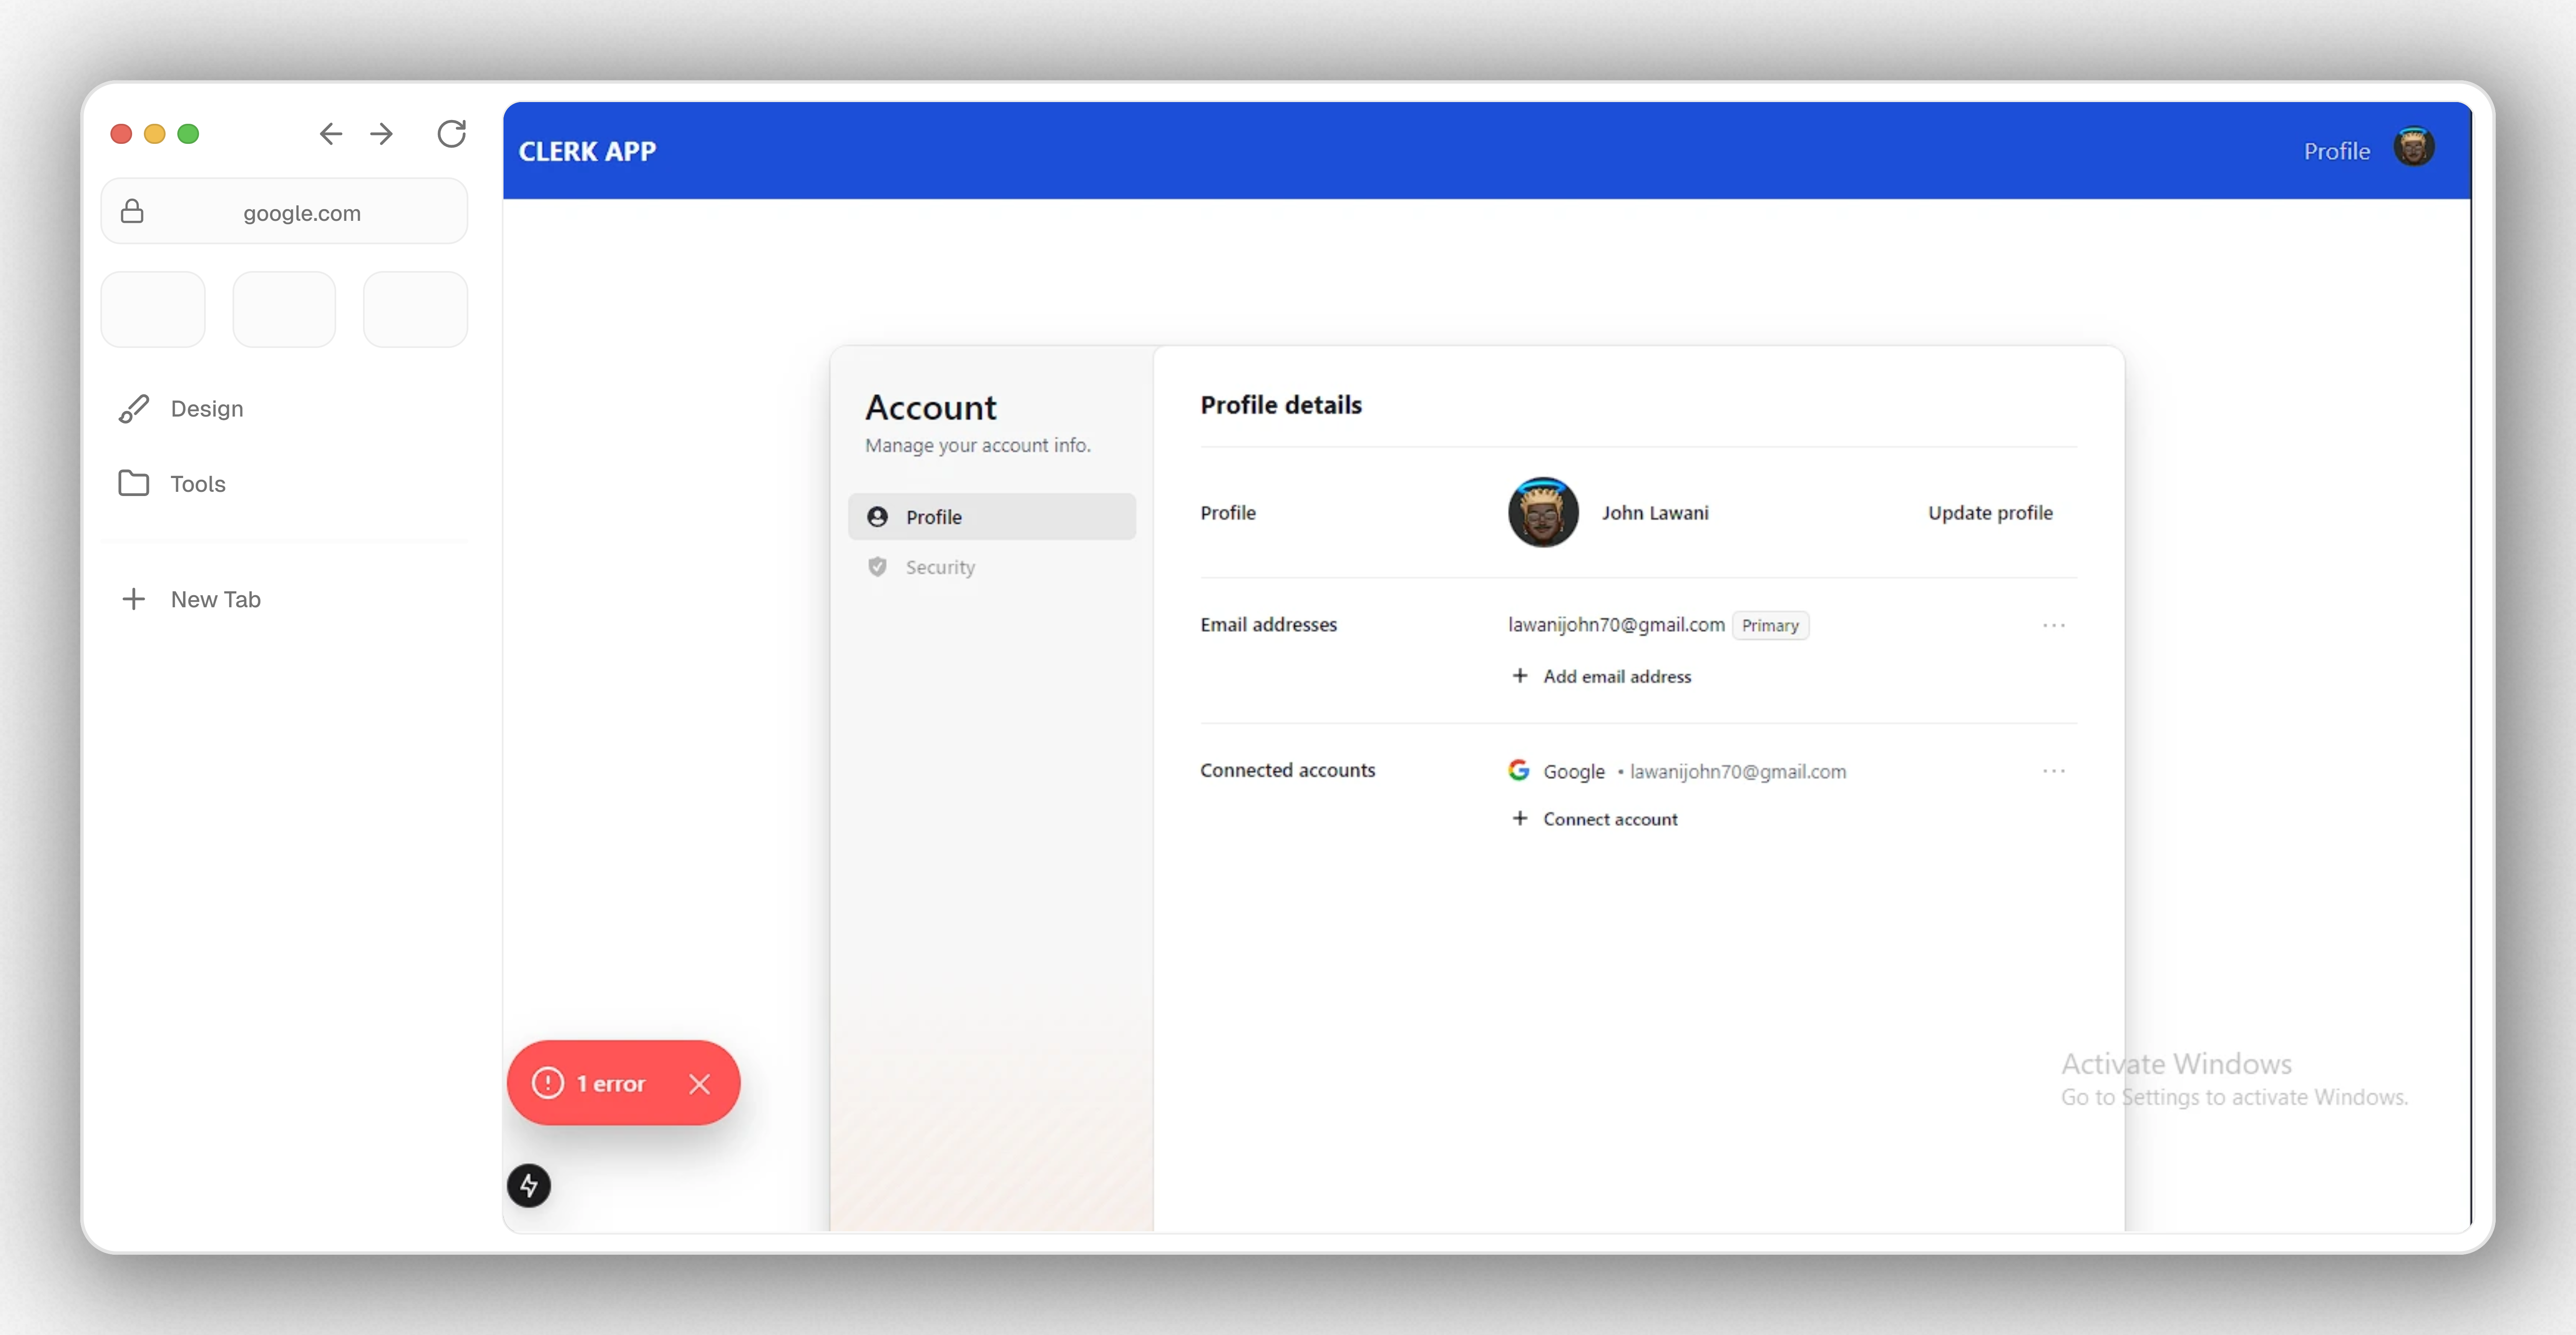 google.com
Design
Tools
New Tab
CLERK APP
Profile
Account
Manage your account info.
Profile
Security
Profile details
Profile
John Lawani
Update profile
Email addresses
lawanijohn70@gmail.com Primary
Add email address
Connected accounts
Google • lawanijohn70@gmail.com
Connect account
1 error
Activate Windows
Go to Settings to activate Windows.